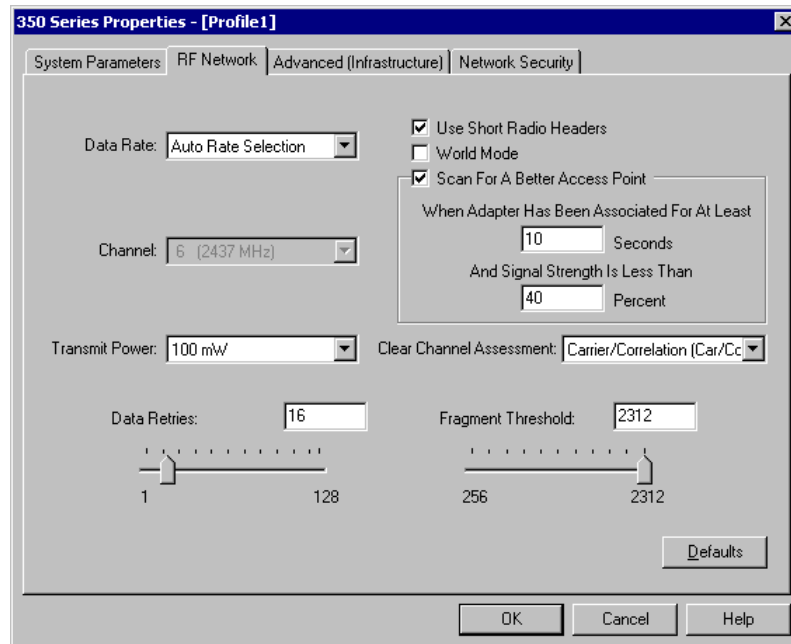 350 Series Properties - [Profile1]
System Parameters RF Network Advanced (Infrastructure) Network Security
Data Rate: Auto Rate Selection
Use Short Radio Headers
World Mode
Scan For A Better Access Point
When Adapter Has Been Associated For At Least
10 Seconds
And Signal Strength Is Less Than
40 Percent
Channel: 6 (2437 MHz)
Transmit Power: 100 mW
Clear Channel Assessment: Carrier/Correlation (Car/Cc
Data Retries: 16
1 128
Fragment Threshold: 2312
256 2312
Defaults
OK Cancel Help